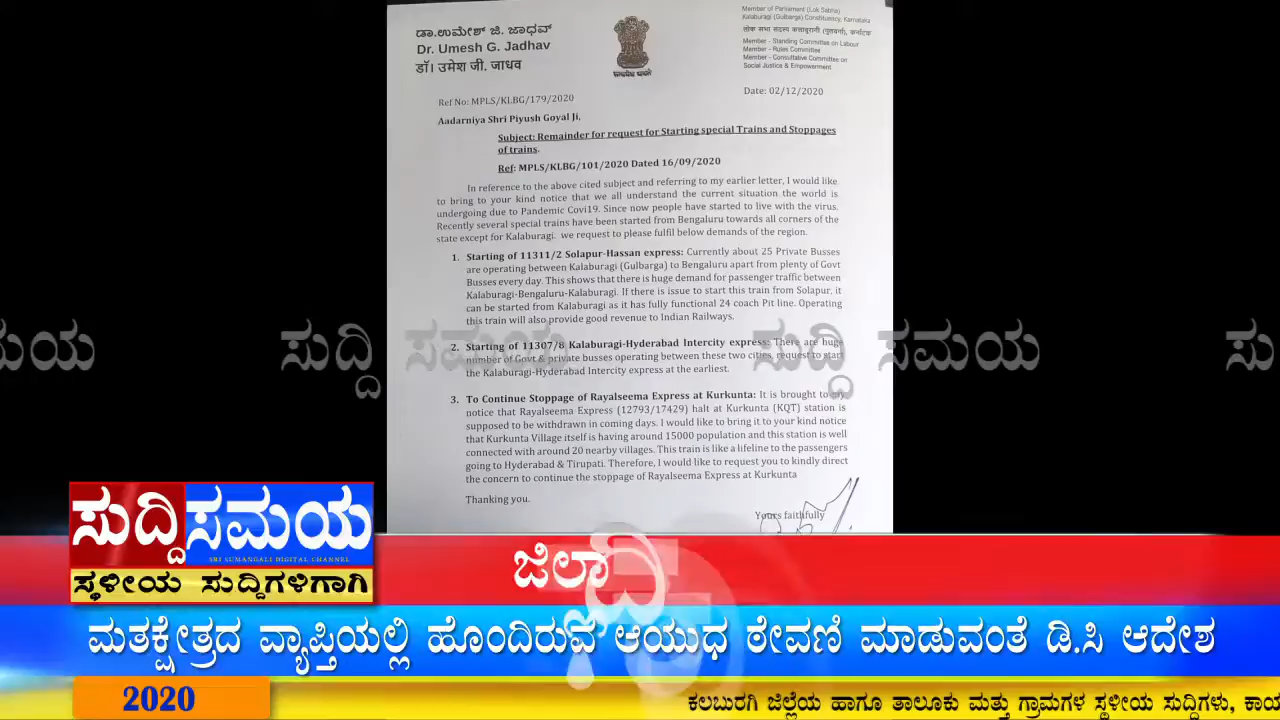 ಡಾ.ಉಮೇಶ್ ಜಿ. ಜಾಧವ್
Dr. Umesh G. Jadhav
डॉ। उमेश जी. जाधव
सत्यमेव जयते
Member of Parliament (Lok Sabha)
Kalaburagi (Gulbarga) Constituency, Karnataka
लोक सभा सदस्य कलबुरगी (गुलबर्गा), कर्नाटक
Member - Standing Committee on Labour
Member - Rules Committee
Member - Consultative Committee on
Social Justice & Empowerment
Ref No: MPLS/KLBG/179/2020
Date: 02/12/2020
Aadarniya Shri Piyush Goyal Ji,
Subject: Remainder for request for Starting special Trains and Stoppages
of trains.
Ref: MPLS/KLBG/101/2020 Dated 16/09/2020
In reference to the above cited subject and referring to my earlier letter, I would like
to bring to your kind notice that we all understand the current situation the world is
undergoing due to Pandemic Covi19. Since now people have started to live with the virus.
Recently several special trains have been started from Bengaluru towards all corners of the
state except for Kalaburagi. we request to please fulfil below demands of the region.
1. Starting of 11311/2 Solapur-Hassan express: Currently about 25 Private Busses
are operating between Kalaburagi (Gulbarga) to Bengaluru apart from plenty of Govt
Busses every day. This shows that there is huge demand for passenger traffic between
Kalaburagi-Bengaluru-Kalaburagi. If there is issue to start this train from Solapur, it
can be started from Kalaburagi as it has fully functional 24 coach Pit line. Operating
this train will also provide good revenue to Indian Railways.
2. Starting of 11307/8 Kalaburagi-Hyderabad Intercity express: There are huge
number of Govt & private busses operating between these two cities, request to start
the Kalaburagi-Hyderabad Intercity express at the earliest.
3. To Continue Stoppage of Rayalseema Express at Kurkunta: It is brought to my
notice that Rayalseema Express (12793/17429) halt at Kurkunta (KQT) station is
supposed to be withdrawn in coming days. I would like to bring it to your kind notice
that Kurkunta Village itself is having around 15000 population and this station is well
connected with around 20 nearby villages. This train is like a lifeline to the passengers
going to Hyderabad & Tirupati. Therefore, I would like to request you to kindly direct
the concern to continue the stoppage of Rayalseema Express at Kurkunta
Thanking you.
Yours faithfully
ಸಮಯ ಸುದ್ದಿ ಸಮಯ ಸುದ್ದಿ ಸಮಯ ಸು
ಸುದ್ದಿ ಸಮಯ
SRI SUMANGALI DIGITAL CHANNEL
ಸ್ಥಳೀಯ ಸುದ್ದಿಗಳಿಗಾಗಿ
ಮತಕ್ಷೇತ್ರದ ವ್ಯಾಪ್ತಿಯಲ್ಲಿ ಹೊಂದಿರುವ ಆಯುಧ ಠೇವಣಿ ಮಾಡುವಂತೆ ಡಿ.ಸಿ ಆದೇಶ
2020
ಕಲಬುರಗಿ ಜಿಲ್ಲೆಯ ಹಾಗೂ ತಾಲೂಕು ಮತ್ತು ಗ್ರಾಮಗಳ ಸ್ಥಳೀಯ ಸುದ್ದಿಗಳು, ಕಾಯ